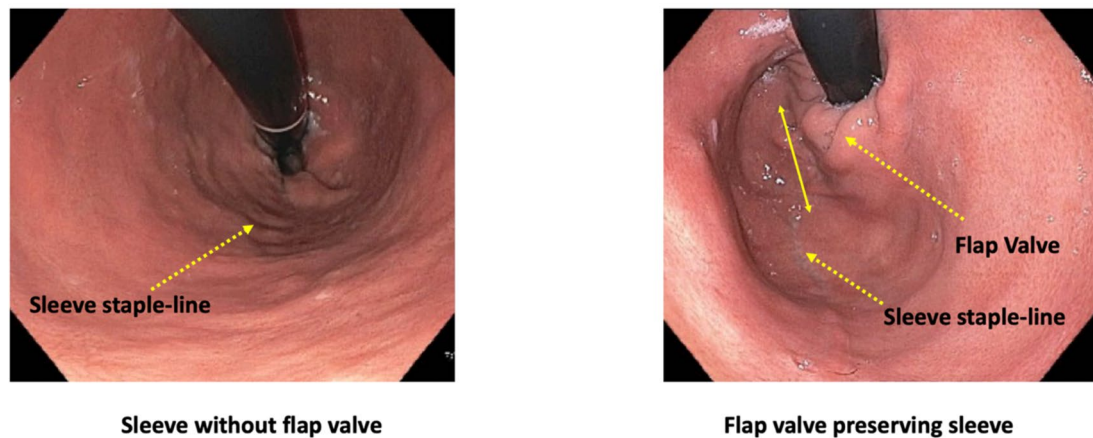 Sleeve staple-line
Flap Valve
Sleeve staple-line
Sleeve without flap valve
Flap valve preserving sleeve